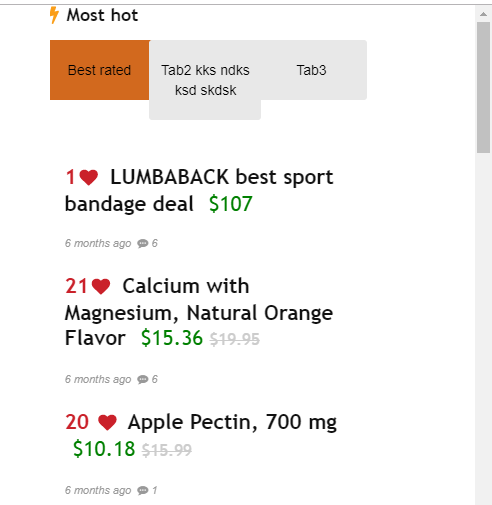 Most hot
Best rated
Tab2 kks ndks
ksd skdsk
Tab3
1 LUMBABACK best sport
bandage deal $107
6 months ago 6
21 Calcium with
Magnesium, Natural Orange
Flavor $15.36 $19.95
6 months ago 6
20 Apple Pectin, 700 mg
$10.18 $15.99
6 months ago 1